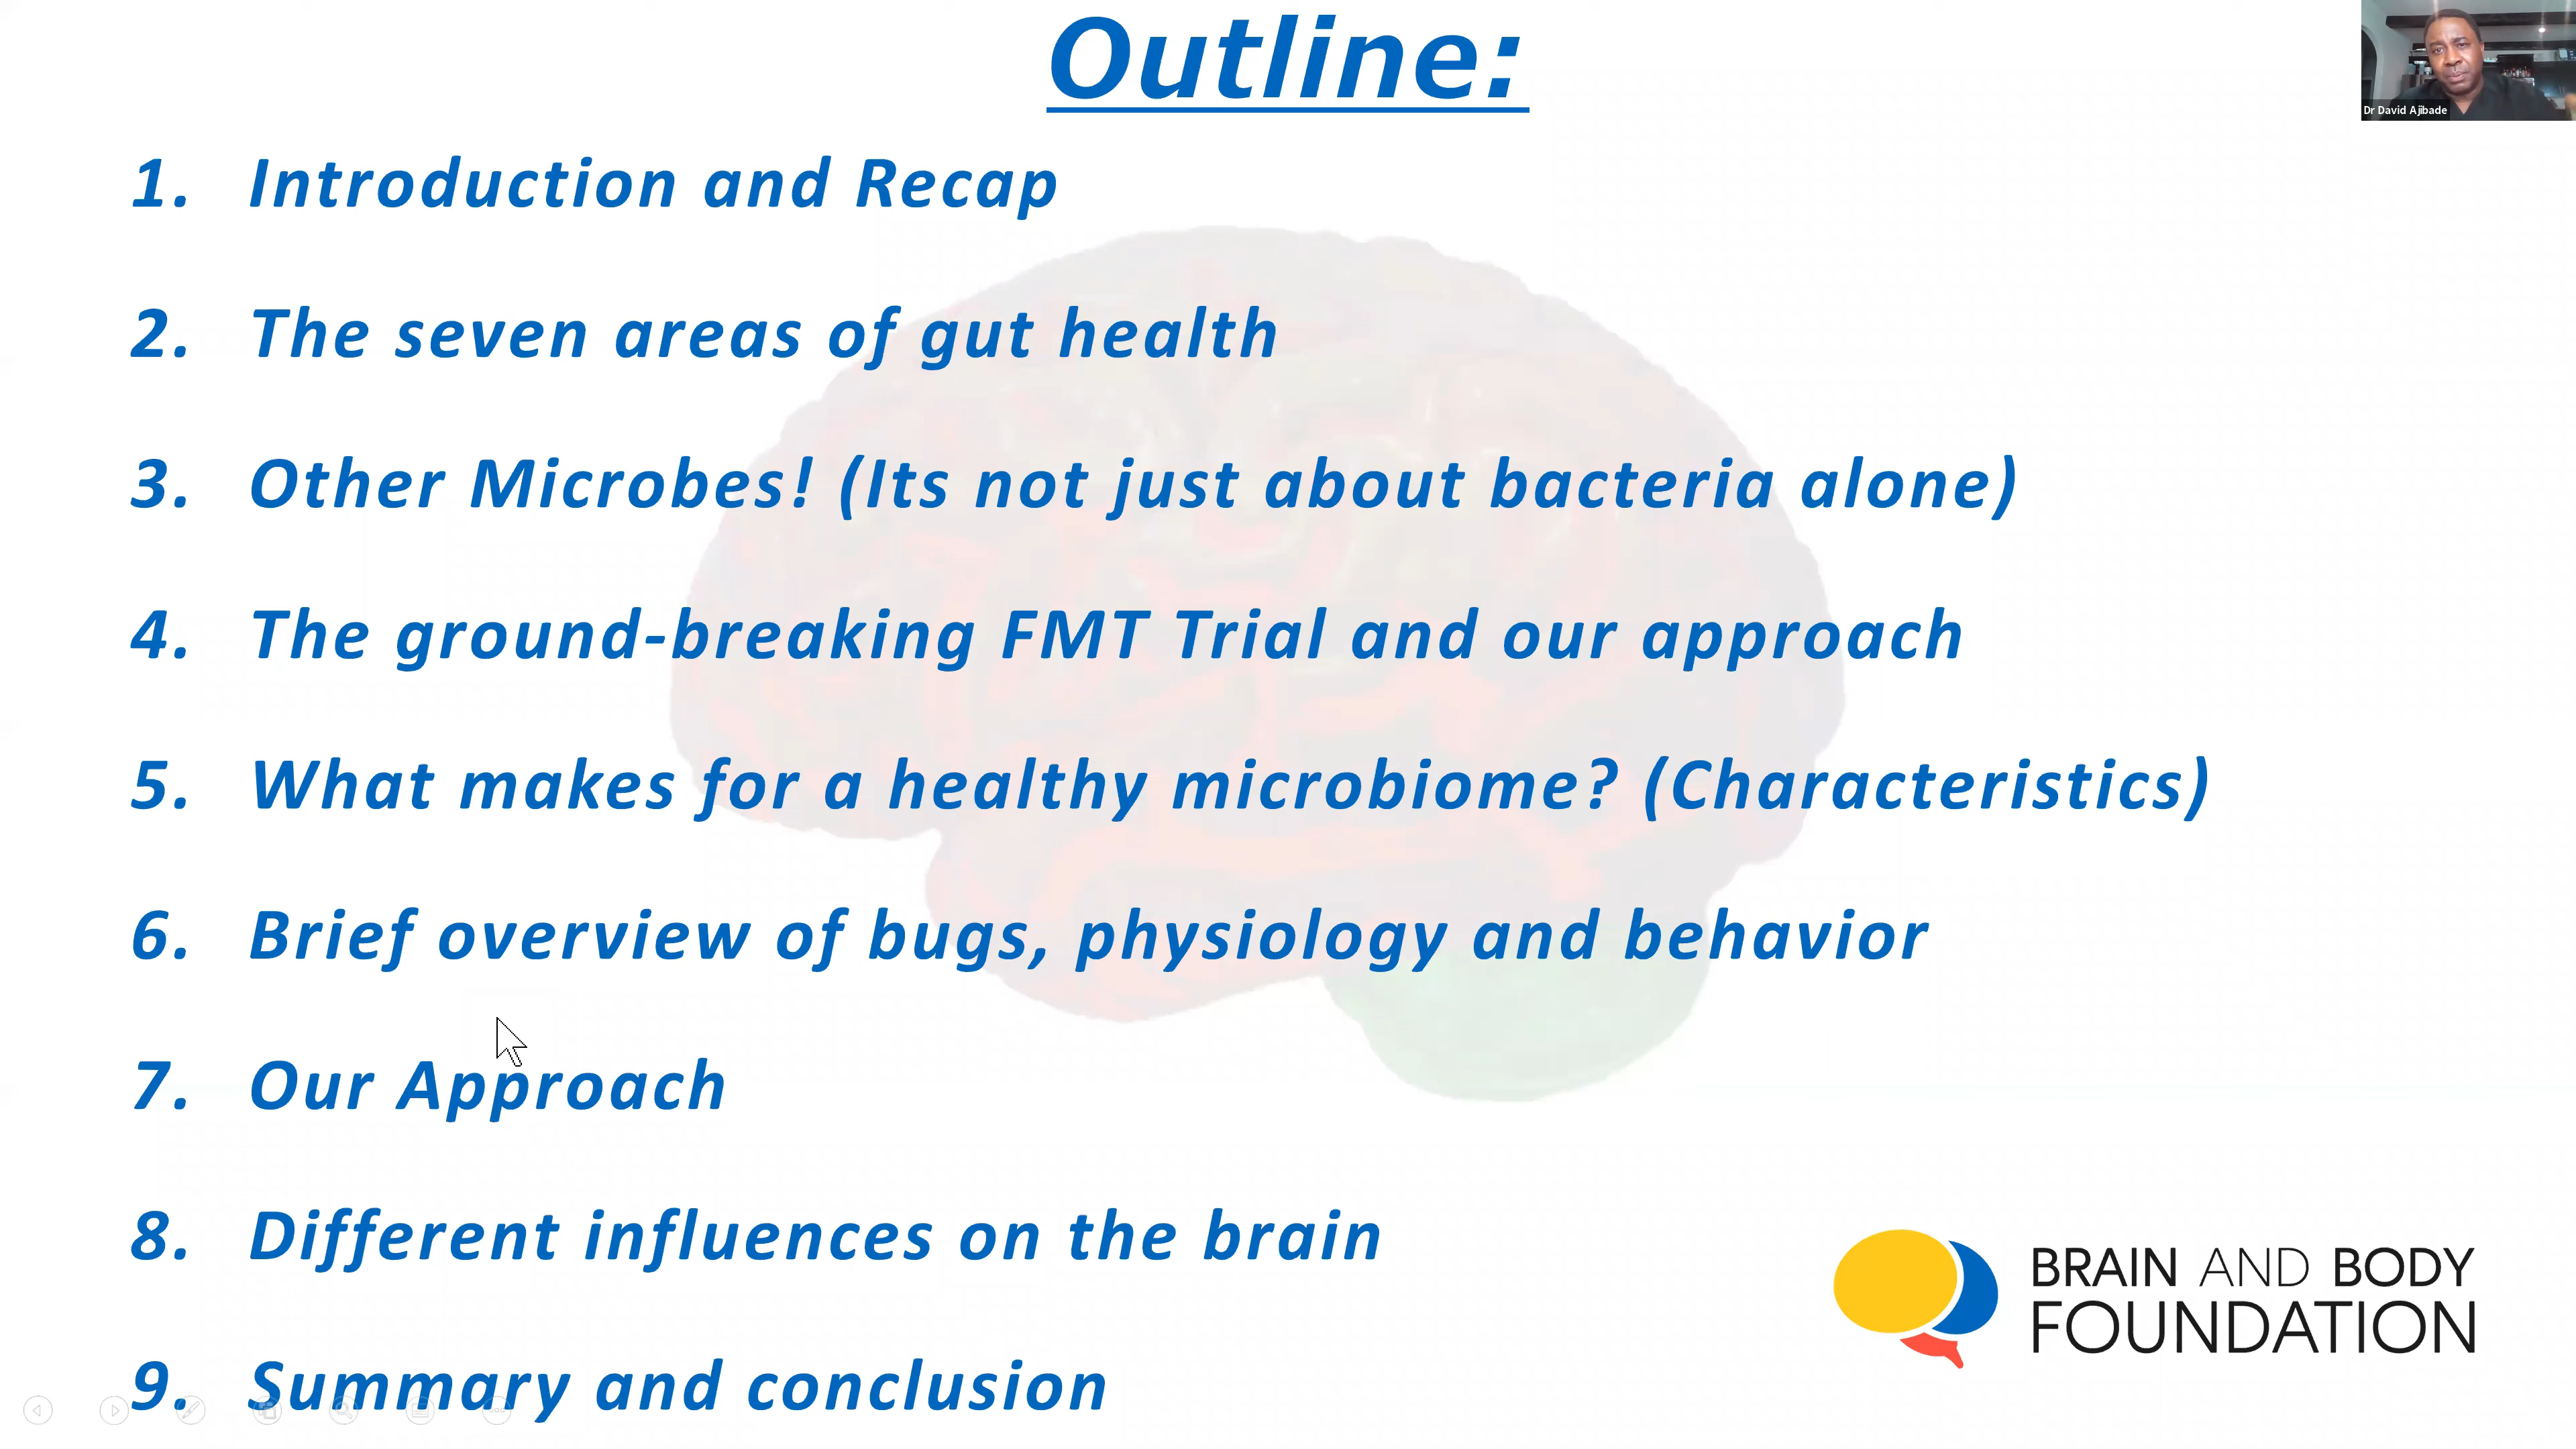 Outline:
Dr David Ajibade
1. Introduction and Recap
2. The seven areas of gut health
3. Other Microbes! (Its not just about bacteria alone)
4. The ground-breaking FMT Trial and our approach
5. What makes for a healthy microbiome? (Characteristics)
6. Brief overview of bugs, physiology and behavior
7. Our Approach
8. Different influences on the brain
9. Summary and conclusion
BRAIN AND BODY
FOUNDATION